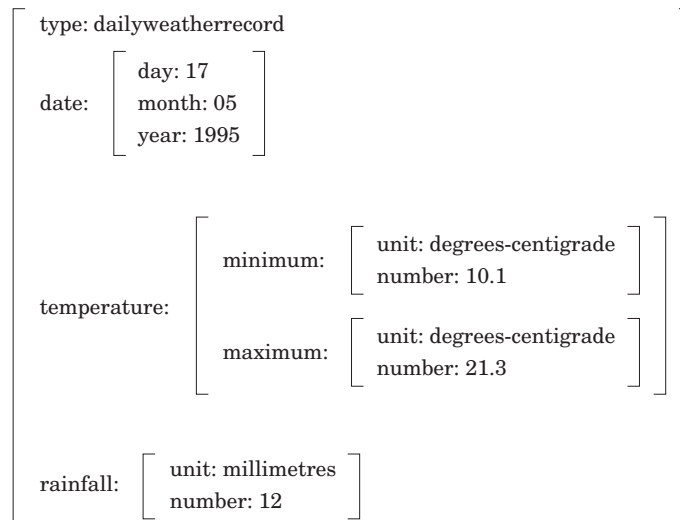 type: dailyweatherrecord
date:
day: 17
month: 05
year: 1995
temperature:
minimum:
unit: degrees-centigrade
number: 10.1
maximum:
unit: degrees-centigrade
number: 21.3
rainfall:
unit: millimetres
number: 12